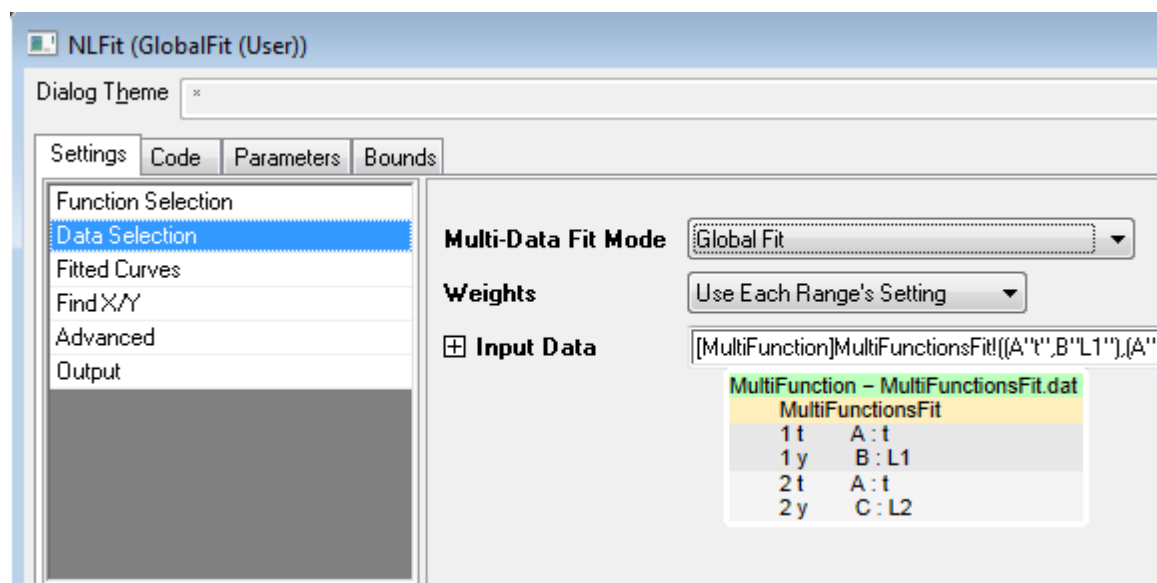 NLFit (GlobalFit (User))
Dialog Theme *
Settings Code Parameters Bounds
Function Selection
Data Selection
Fitted Curves
Find X/Y
Advanced
Output
Multi-Data Fit Mode Global Fit
Weights Use Each Range's Setting
Input Data [MultiFunction]MultiFunctionsFit!((A"t",B"L1"),(A"
MultiFunction – MultiFunctionsFit.dat
MultiFunctionsFit
1 t A : t
1 y B : L1
2 t A : t
2 y C : L2